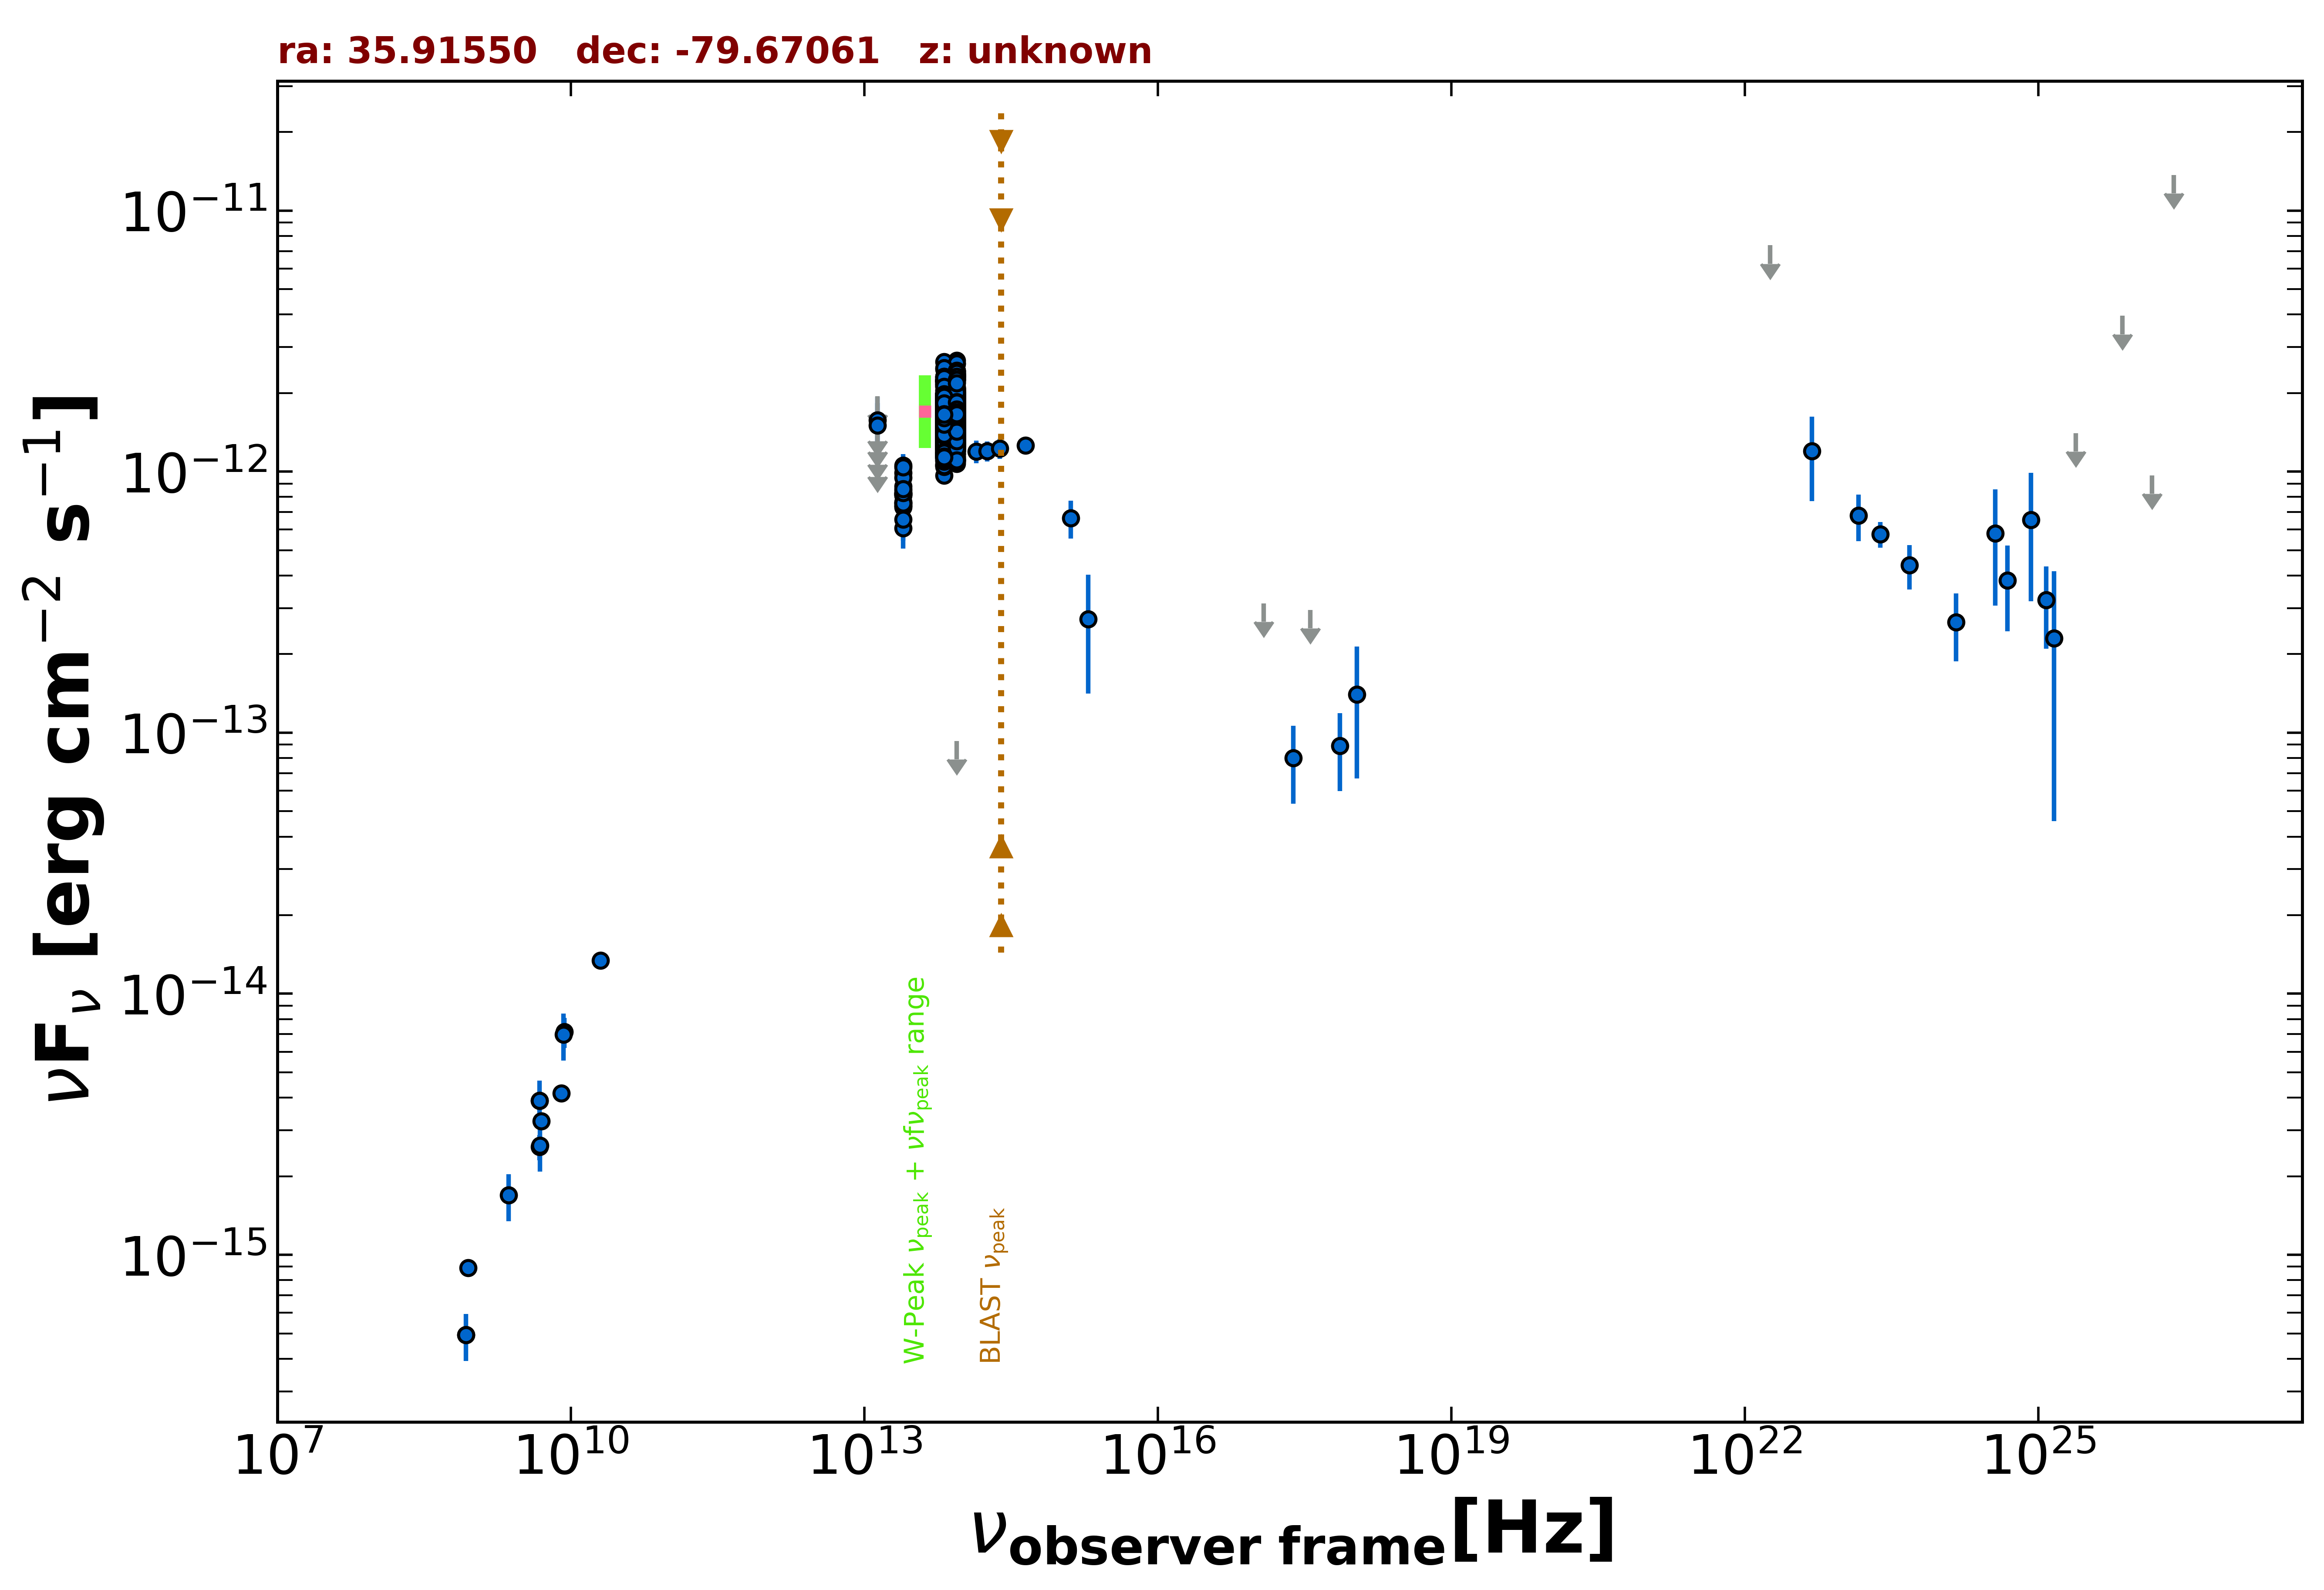 ra: 35.91550 dec: -79.67061 z: unknown
νFν [erg cm−2 s−1]
10−11
10−12
10−13
10−14
10−15
W-Peak νpeak + νfνpeak range
BLAST νpeak
107 1010 1013 1016 1019 1022 1025
νobserver frame[Hz]